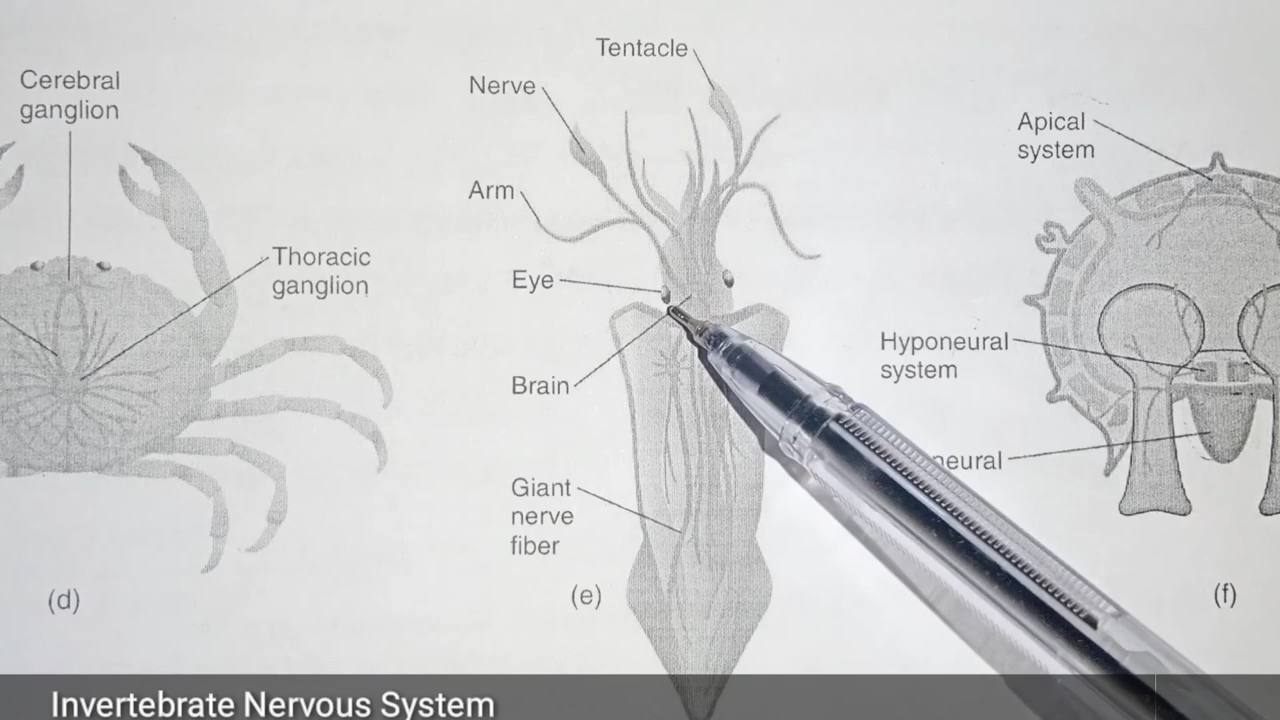 Cerebral
ganglion
Thoracic
ganglion
(d)
Tentacle
Nerve
Arm
Eye
Brain
Giant
nerve
fiber
(e)
Apical
system
Hyponeural
system
neural
(f)
Invertebrate Nervous System